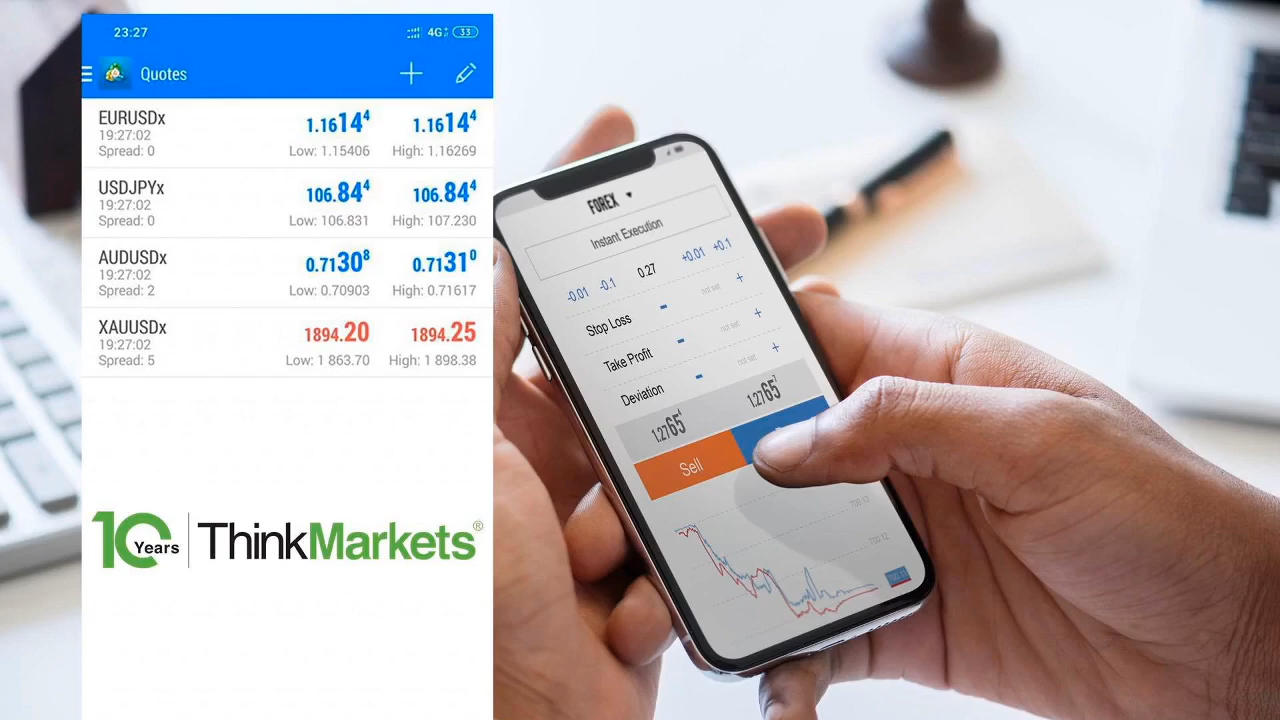 23:27
4G+ 33
Quotes
EURUSDx
19:27:02
Spread: 0
1.16144
1.16144
Low: 1.15406
High: 1.16269
USDJPYx
19:27:02
Spread: 0
106.844
106.844
Low: 106.831
High: 107.230
AUDUSDx
19:27:02
Spread: 2
0.71308
0.71310
Low: 0.70903
High: 0.71617
XAUUSDx
19:27:02
Spread: 5
1894.20
1894.25
Low: 1 863.70
High: 1 898.38
10 Years
ThinkMarkets®
FOREX
Instant Execution
-0.01 -0.1 0.27 +0.01 +0.1
Stop Loss - not set +
Take Profit - not set +
Deviation - not set +
1.2765 1.27657
Sell
700.12
700.12